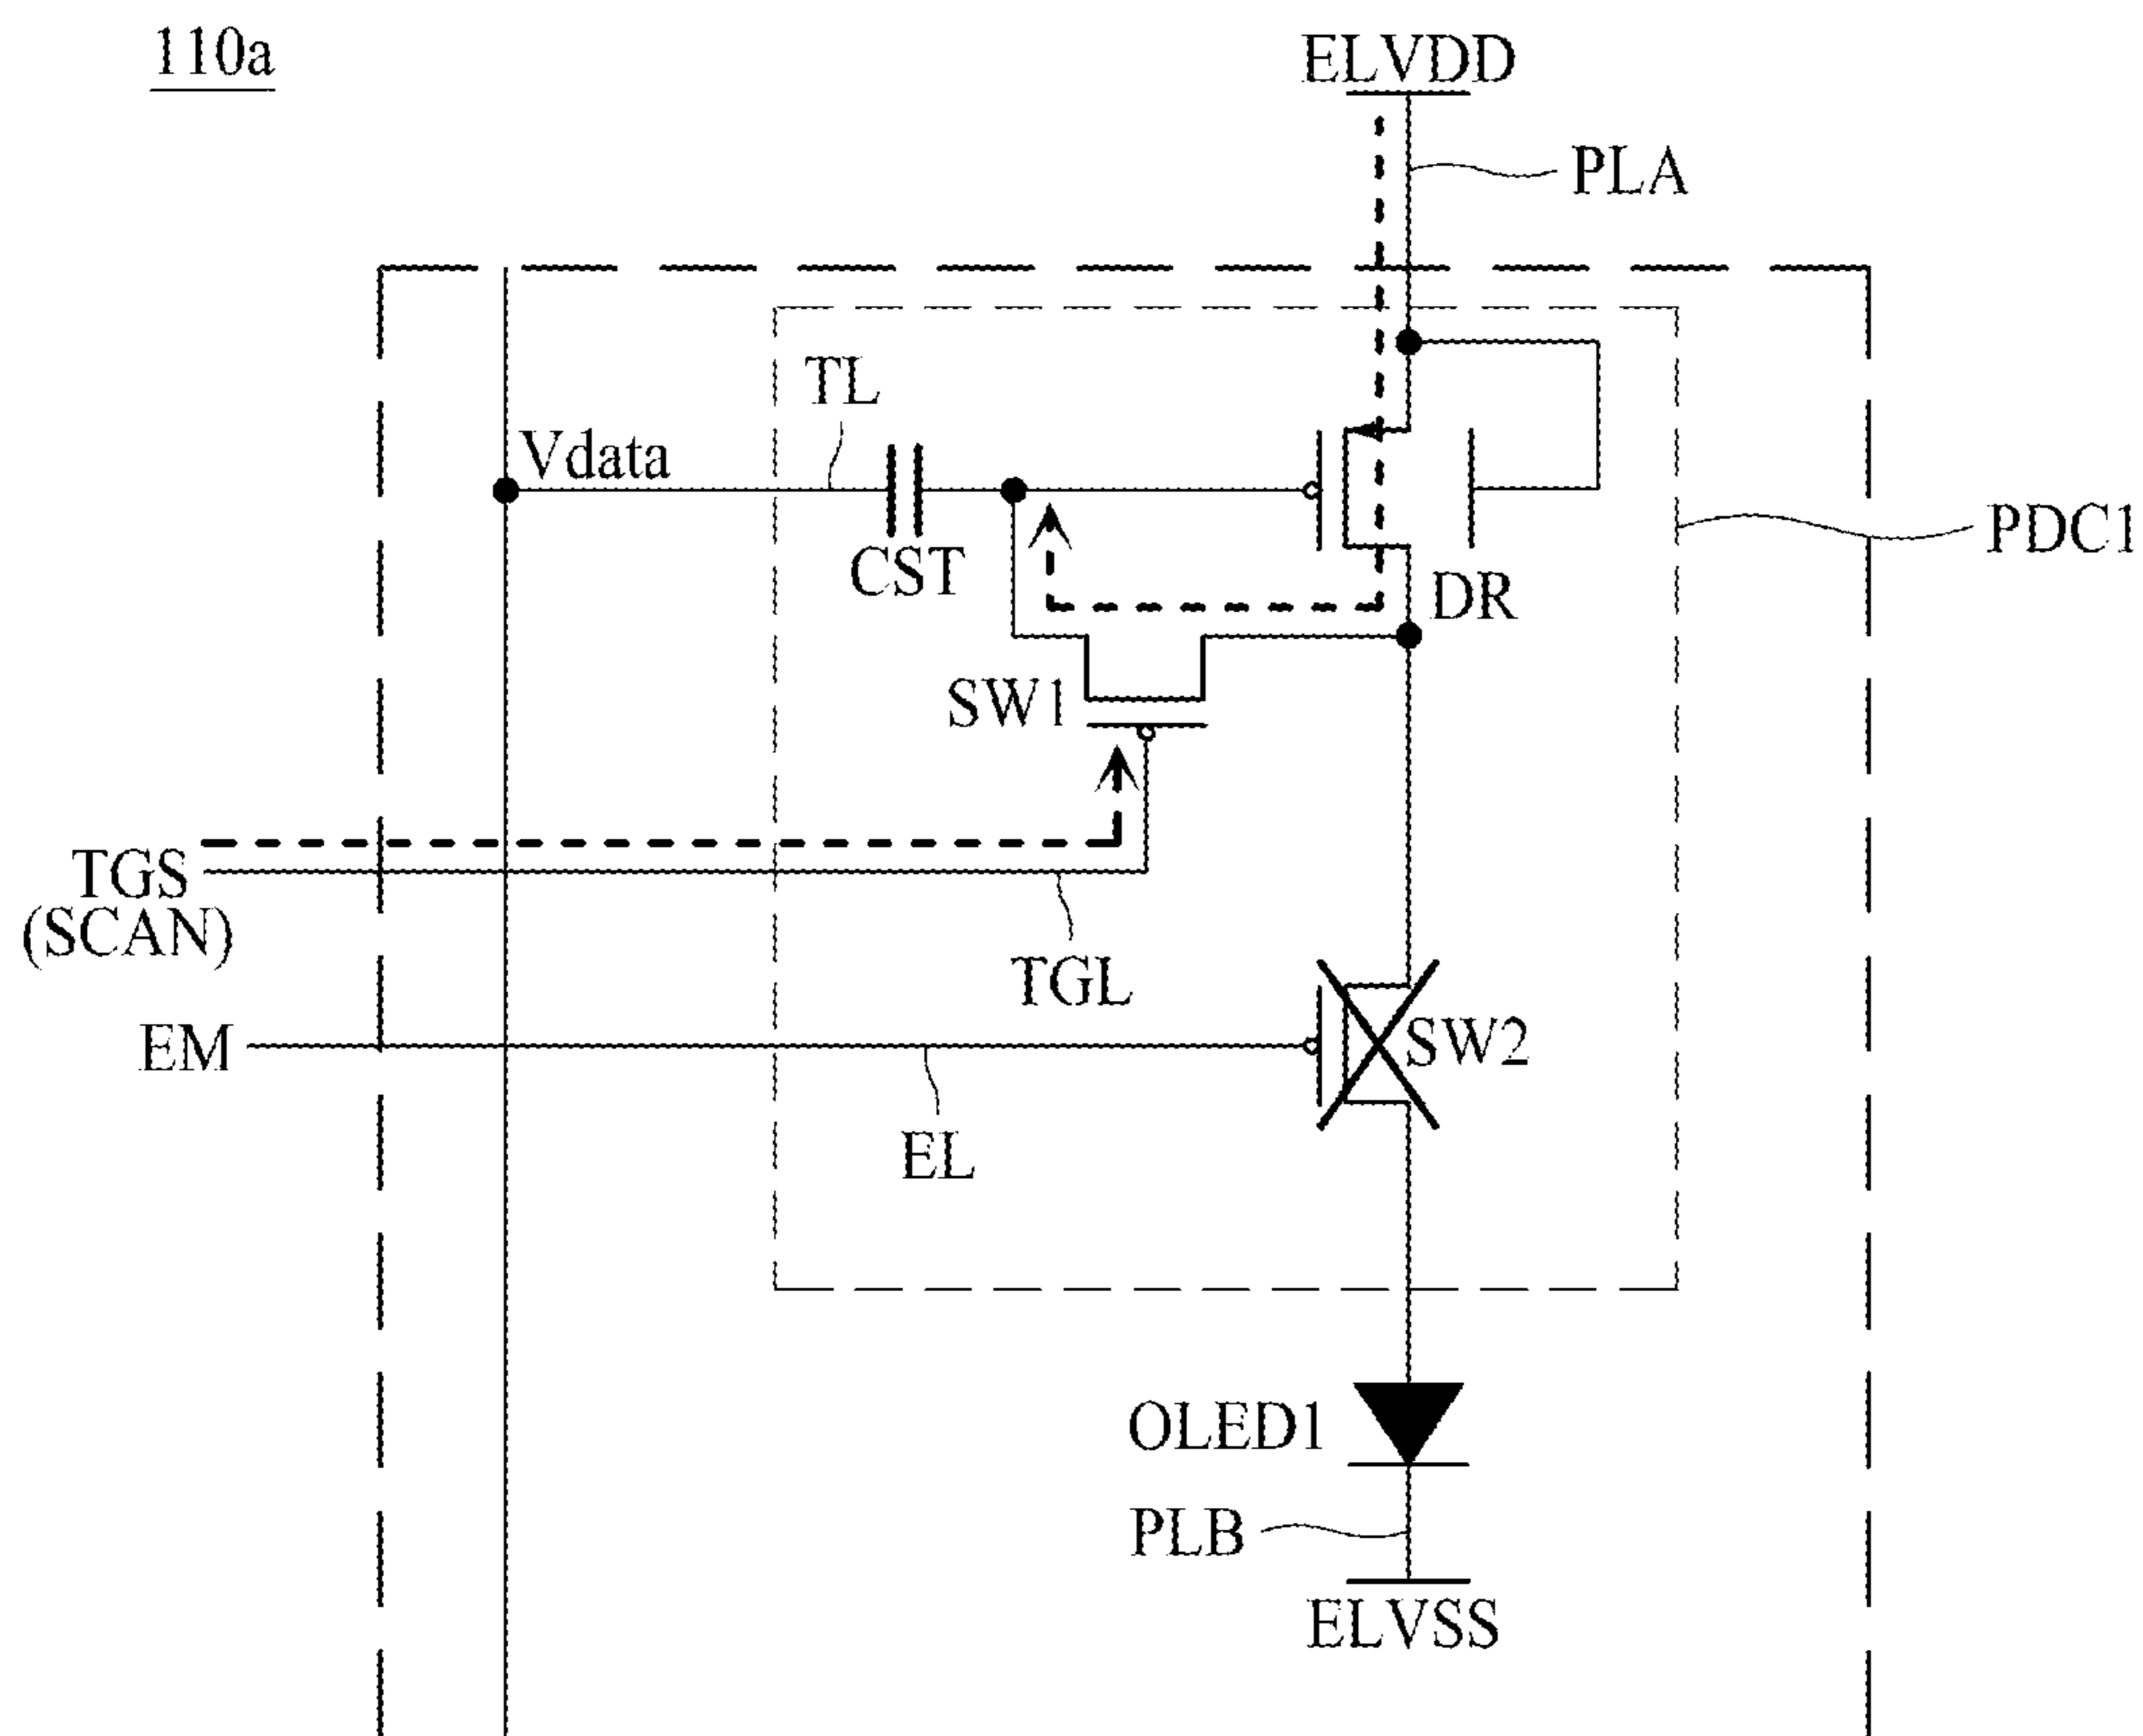 110a
ELVDD
PLA
TL
Vdata
CST
PDC1
DR
SW1
TGS
(SCAN)
TGL
EM
SW2
EL
OLED1
PLB
ELVSS